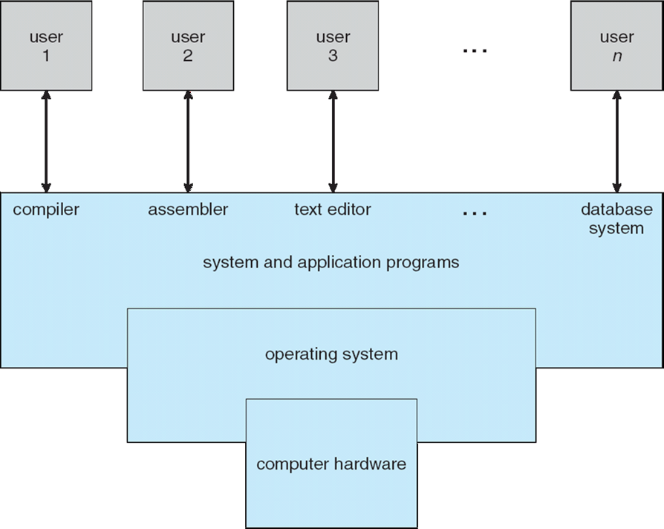 user
1
user
2
user
3
...
user
n
compiler
assembler
text editor
...
database
system
system and application programs
operating system
computer hardware